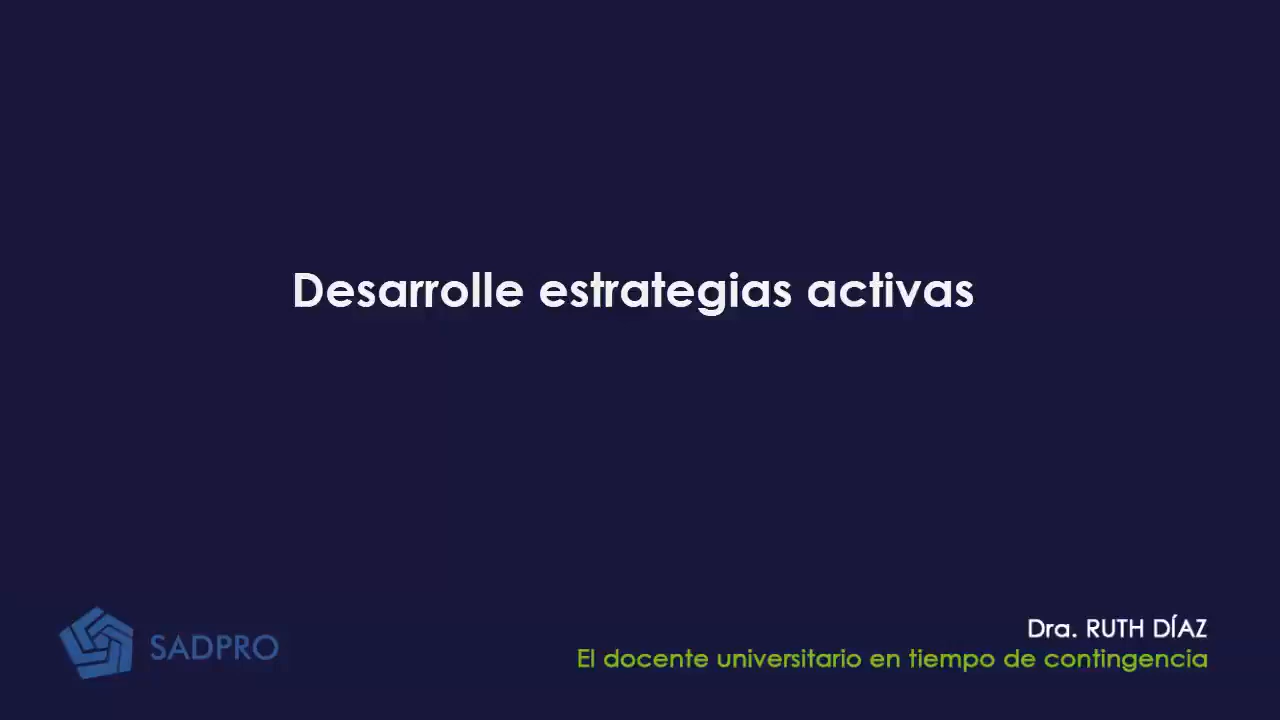 Desarrolle estrategias activas
SADPRO
Dra. RUTH DÍAZ
El docente universitario en tiempo de contingencia